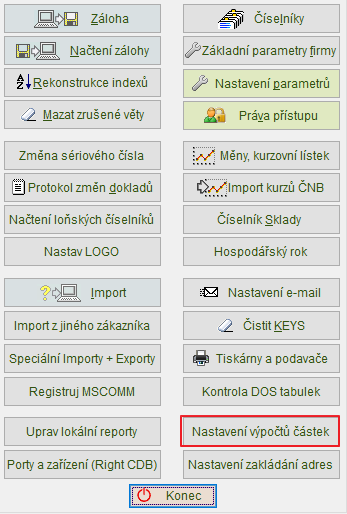 Záloha
Číselníky
Načtení zálohy
Základní parametry firmy
Rekonstrukce indexů
Nastavení parametrů
Mazat zrušené věty
Práva přístupu
Změna sériového čísla
Měny, kurzovní lístek
Protokol změn dokladů
Import kurzů ČNB
Načtení loňských číselníků
Číselník Sklady
Nastav LOGO
Hospodářský rok
Import
Nastavení e-mail
Import z jiného zákazníka
Čistit KEYS
Speciální Importy + Exporty
Tiskárny a podavače
Registruj MSCOMM
Kontrola DOS tabulek
Uprav lokální reporty
Nastavení výpočtů částek
Porty a zařízení (Right CDB)
Nastavení zakládání adres
Konec